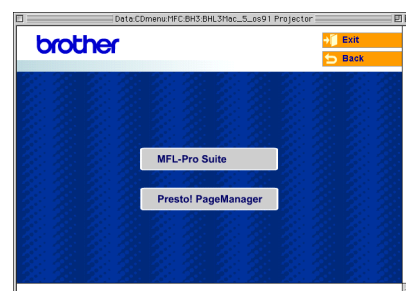 Data:CDmenu:MFC:BH3:BHL3Mac_5_os91 Projector
brother
Exit
Back
MFL-Pro Suite
Presto! PageManager